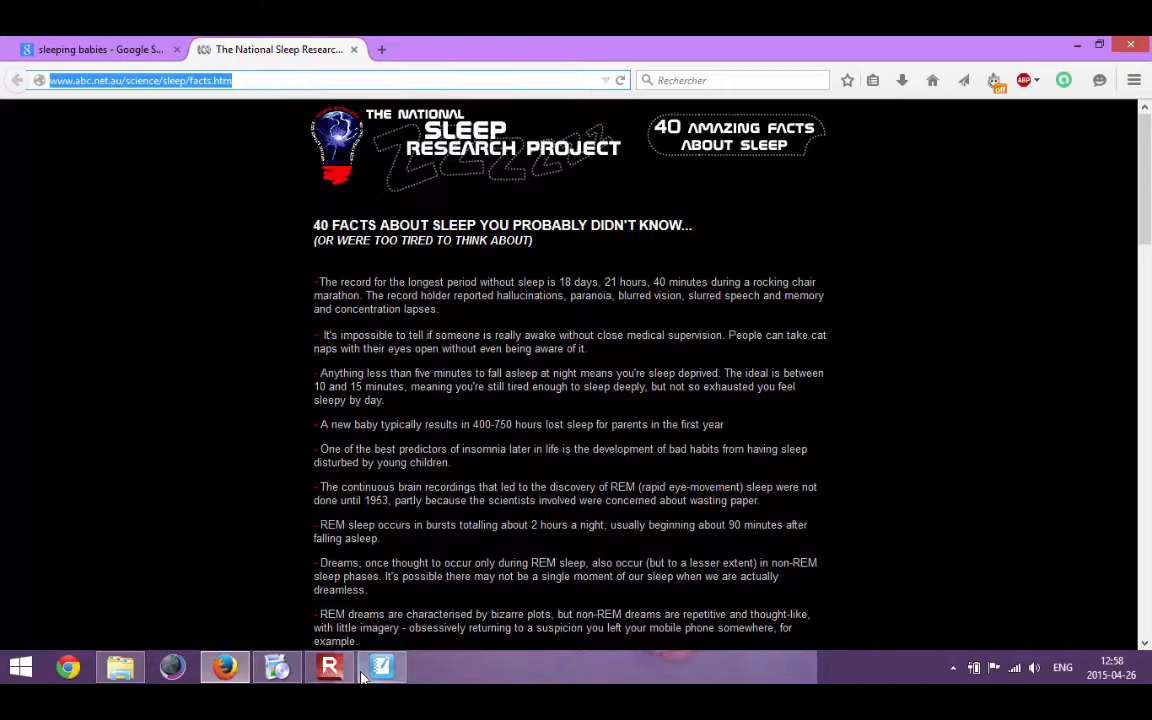 sleeping babies - Google S...
The National Sleep Researc...
www.abc.net.au/science/sleep/facts.htm
Rechercher
off
ABP
THE NATIONAL
SLEEP
RESEARCH PROJECT
40 AMAZING FACTS
ABOUT SLEEP
40 FACTS ABOUT SLEEP YOU PROBABLY DIDN'T KNOW...
(OR WERE TOO TIRED TO THINK ABOUT)
-The record for the longest period without sleep is 18 days, 21 hours, 40 minutes during a rocking chair
marathon. The record holder reported hallucinations, paranoia, blurred vision, slurred speech and memory
and concentration lapses.
- It's impossible to tell if someone is really awake without close medical supervision. People can take cat
naps with their eyes open without even being aware of it.
- Anything less than five minutes to fall asleep at night means you're sleep deprived. The ideal is between
10 and 15 minutes, meaning you're still tired enough to sleep deeply, but not so exhausted you feel
sleepy by day.
- A new baby typically results in 400-750 hours lost sleep for parents in the first year
- One of the best predictors of insomnia later in life is the development of bad habits from having sleep
disturbed by young children.
- The continuous brain recordings that led to the discovery of REM (rapid eye-movement) sleep were not
done until 1953, partly because the scientists involved were concerned about wasting paper.
- REM sleep occurs in bursts totalling about 2 hours a night, usually beginning about 90 minutes after
falling asleep.
- Dreams, once thought to occur only during REM sleep, also occur (but to a lesser extent) in non-REM
sleep phases. It's possible there may not be a single moment of our sleep when we are actually
dreamless.
- REM dreams are characterised by bizarre plots, but non-REM dreams are repetitive and thought-like,
with little imagery - obsessively returning to a suspicion you left your mobile phone somewhere, for
example.
R
ENG
12:58
2015-04-26